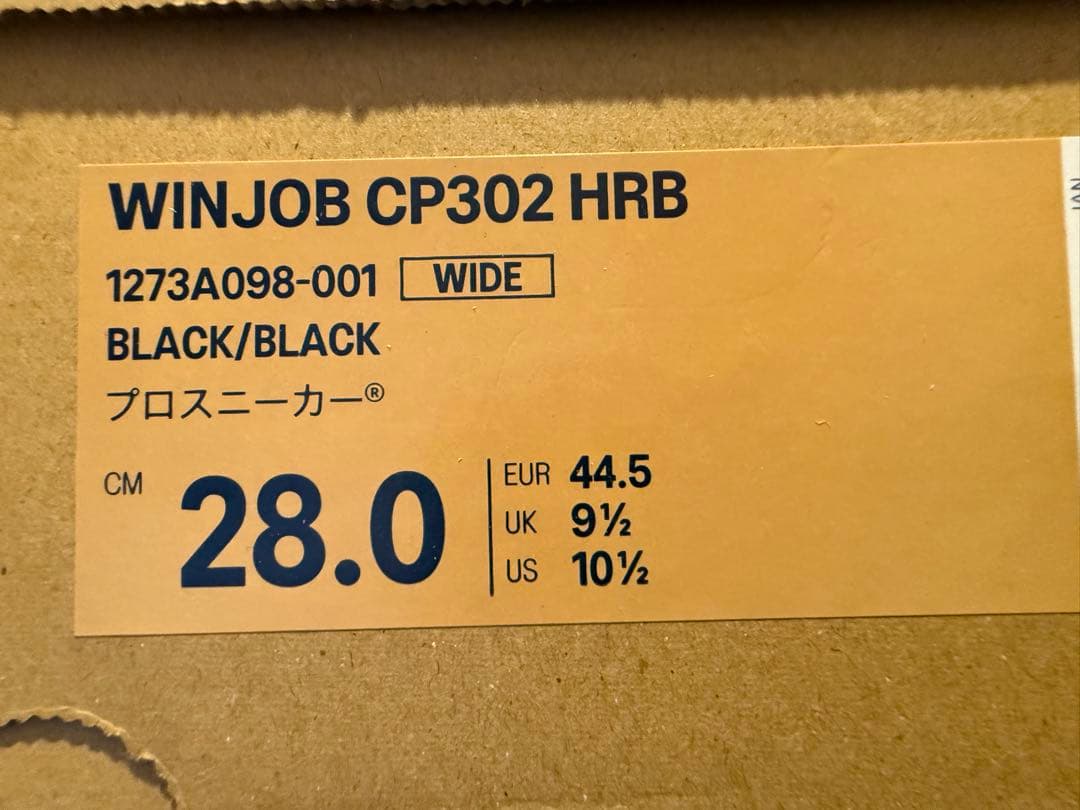 WINJOB CP302 HRB
1273A098-001 WIDE
BLACK/BLACK
プロスニーカー®
CM 28.0
EUR 44.5
UK 9½
US 10½
JAN